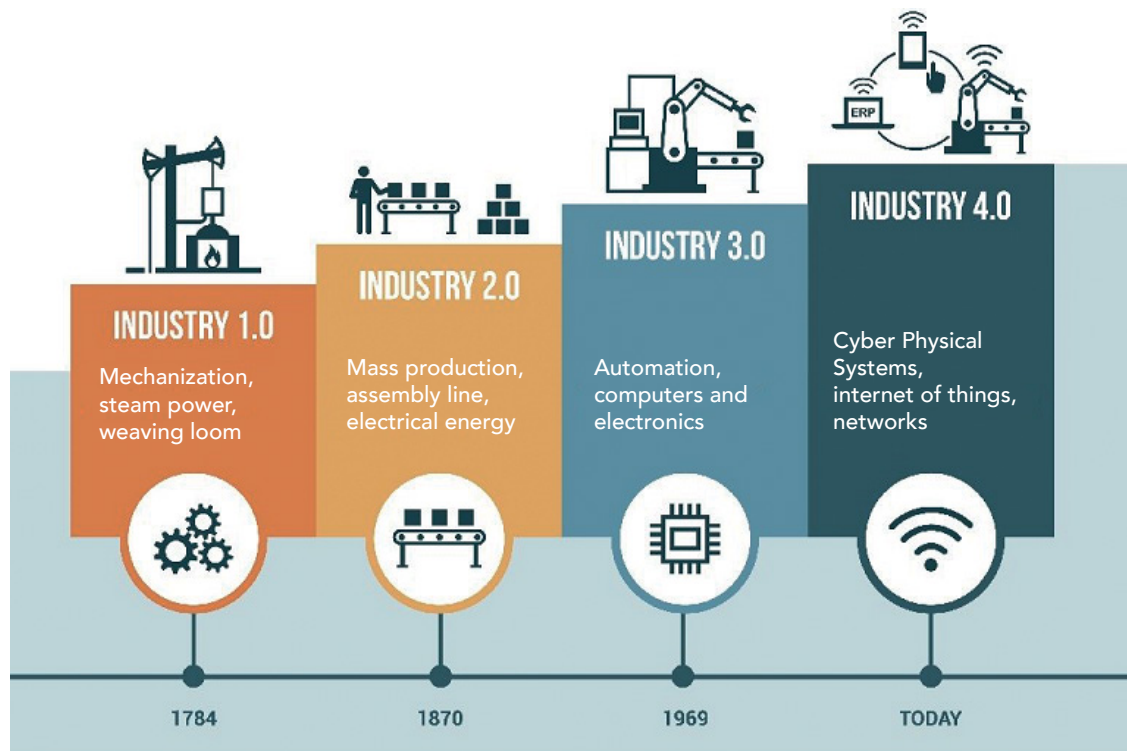 ERP
INDUSTRY 1.0
Mechanization,
steam power,
weaving loom
INDUSTRY 2.0
Mass production,
assembly line,
electrical energy
INDUSTRY 3.0
Automation,
computers and
electronics
INDUSTRY 4.0
Cyber Physical
Systems,
internet of things,
networks
1784
1870
1969
TODAY